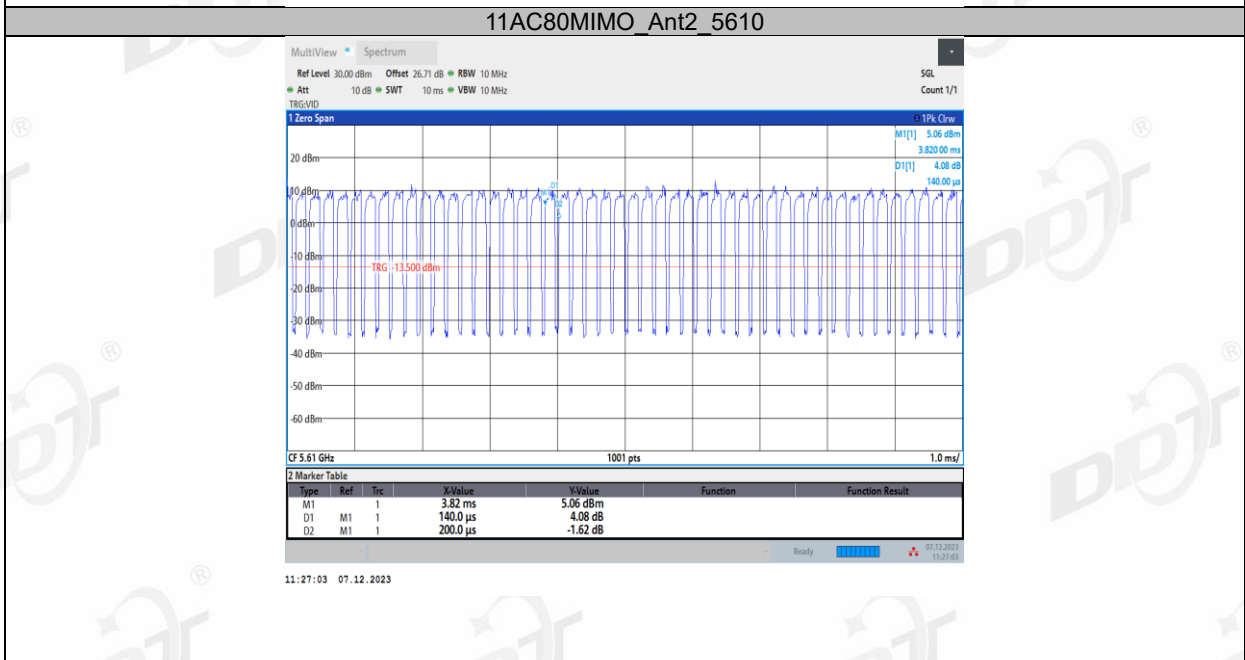 11AC80MIMO_Ant2_5610
MultiView Spectrum
Ref Level 30.00 dBm Offset 26.71 dB RBW 10 MHz SGL
Att 10 dB SWT 10 ms VBW 10 MHz Count 1/1
TRG:VID
1 Zero Span 1Pk Clrw
M1[1] 5.06 dBm
3.820 00 ms
20 dBm
D1[1] 4.08 dB
140.00 µs
10 dBm
D1
M1
D2
0 dBm
-10 dBm
TRG -13.500 dBm
-20 dBm
-30 dBm
-40 dBm
-50 dBm
-60 dBm
CF 5.61 GHz 1001 pts 1.0 ms/
2 Marker Table
Type Ref Trc X-Value Y-Value Function Function Result
M1 1 3.82 ms 5.06 dBm
D1 M1 1 140.0 µs 4.08 dB
D2 M1 1 200.0 µs -1.62 dB
Ready 07.12.2023
11:27:03
11:27:03 07.12.2023
DDT ®